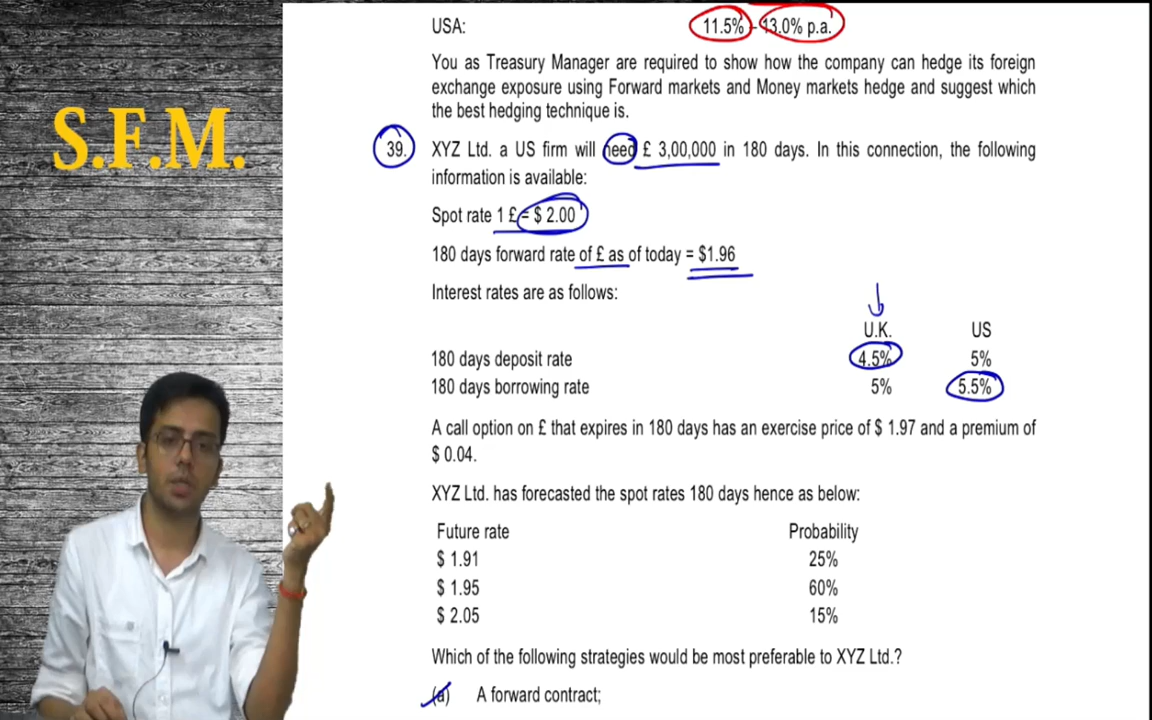 S.F.M.
USA: 11.5% - 13.0% p.a.
You as Treasury Manager are required to show how the company can hedge its foreign
exchange exposure using Forward markets and Money markets hedge and suggest which
the best hedging technique is.
39. XYZ Ltd. a US firm will need £ 3,00,000 in 180 days. In this connection, the following
information is available:
Spot rate 1 £ = $ 2.00
180 days forward rate of £ as of today = $1.96
Interest rates are as follows:
U.K. US
180 days deposit rate 4.5% 5%
180 days borrowing rate 5% 5.5%
A call option on £ that expires in 180 days has an exercise price of $ 1.97 and a premium of
$ 0.04.
XYZ Ltd. has forecasted the spot rates 180 days hence as below:
Future rate Probability
$ 1.91 25%
$ 1.95 60%
$ 2.05 15%
Which of the following strategies would be most preferable to XYZ Ltd.?
(a) A forward contract;